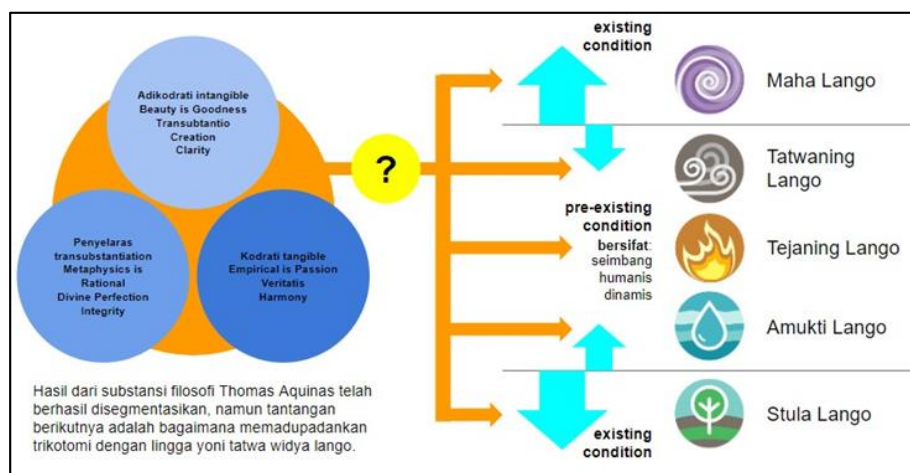 Adikodrati intangible
Beauty is Goodness
Transubtantio
Creation
Clarity
Penyelaras
transubstantiation
Metaphysics is
Rational
Divine Perfection
Integrity
Kodrati tangible
Empirical is Passion
Veritatis
Harmony
?
existing
condition
pre-existing
condition
bersifat:
seimbang
humanis
dinamis
existing
condition
Maha Lango
Tatwaning
Lango
Tejaning Lango
Amukti Lango
Stula Lango
Hasil dari substansi filosofi Thomas Aquinas telah
berhasil disegmentasikan, namun tantangan
berikutnya adalah bagaimana memadupadankan
trikotomi dengan lingga yoni tatwa widya lango.